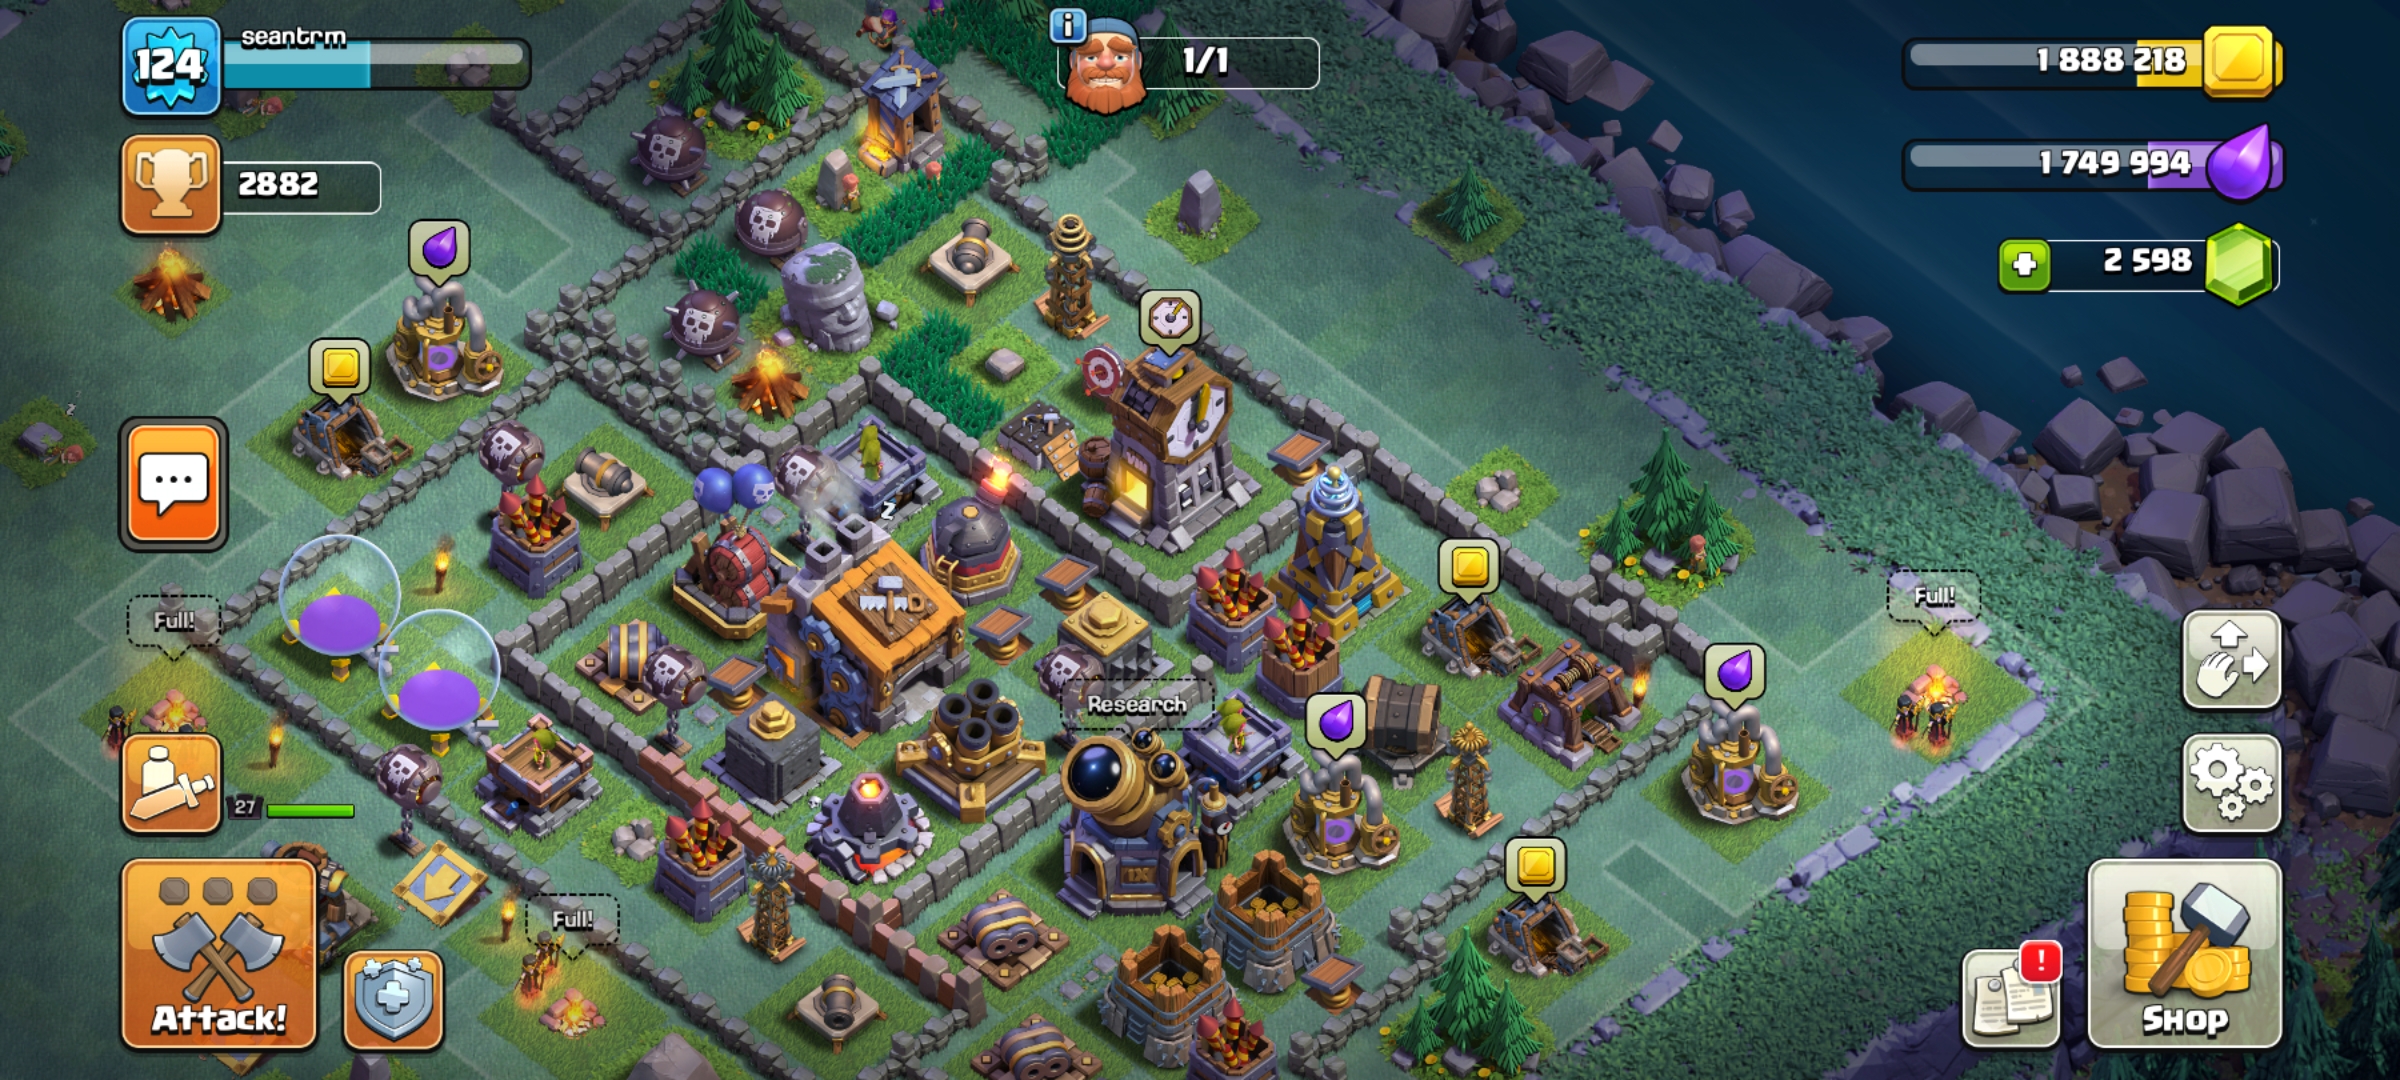 124
seantrm
1/1
1 888 218
2882
1 749 994
2 598
z
z
Full!
Full!
Research
27
Full!
IX
Attack!
!
Shop